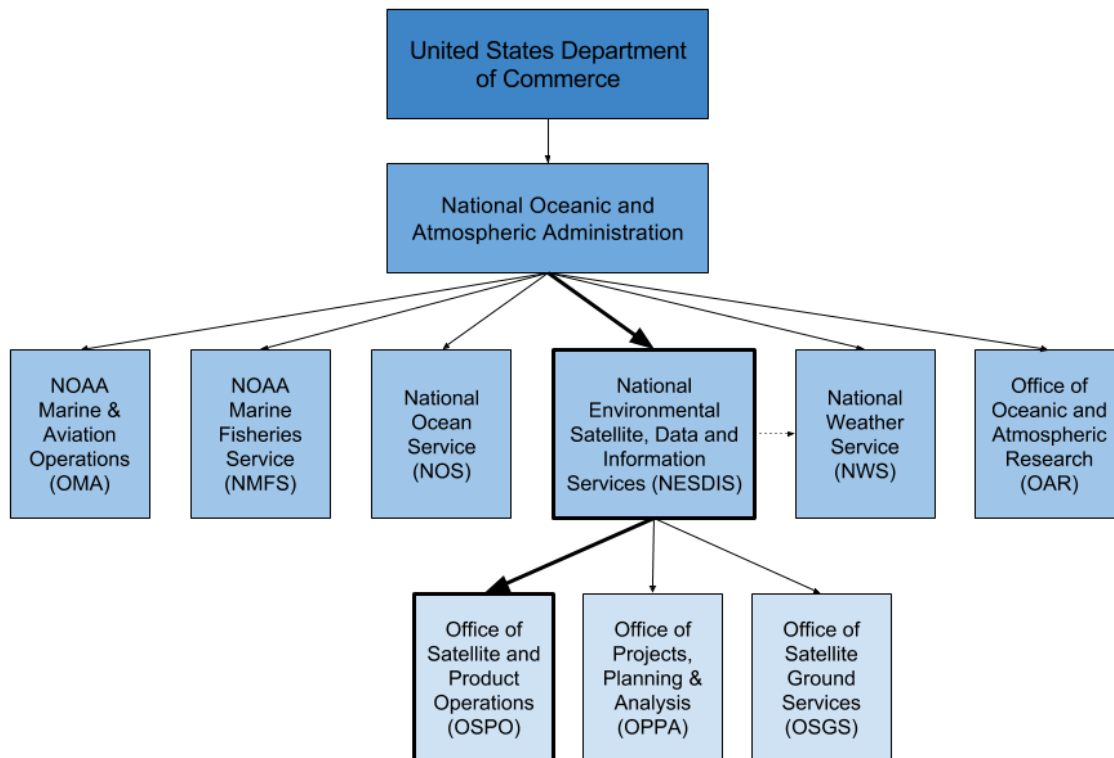 United States Department
of Commerce
National Oceanic and
Atmospheric Administration
NOAA
Marine &
Aviation
Operations
(OMA)
NOAA
Marine
Fisheries
Service
(NMFS)
National
Ocean
Service
(NOS)
National
Environmental
Satellite, Data and
Information
Services (NESDIS)
National
Weather
Service
(NWS)
Office of
Oceanic and
Atmospheric
Research
(OAR)
Office of
Satellite and
Product
Operations
(OSPO)
Office of
Projects,
Planning &
Analysis
(OPPA)
Office of
Satellite
Ground
Services
(OSGS)